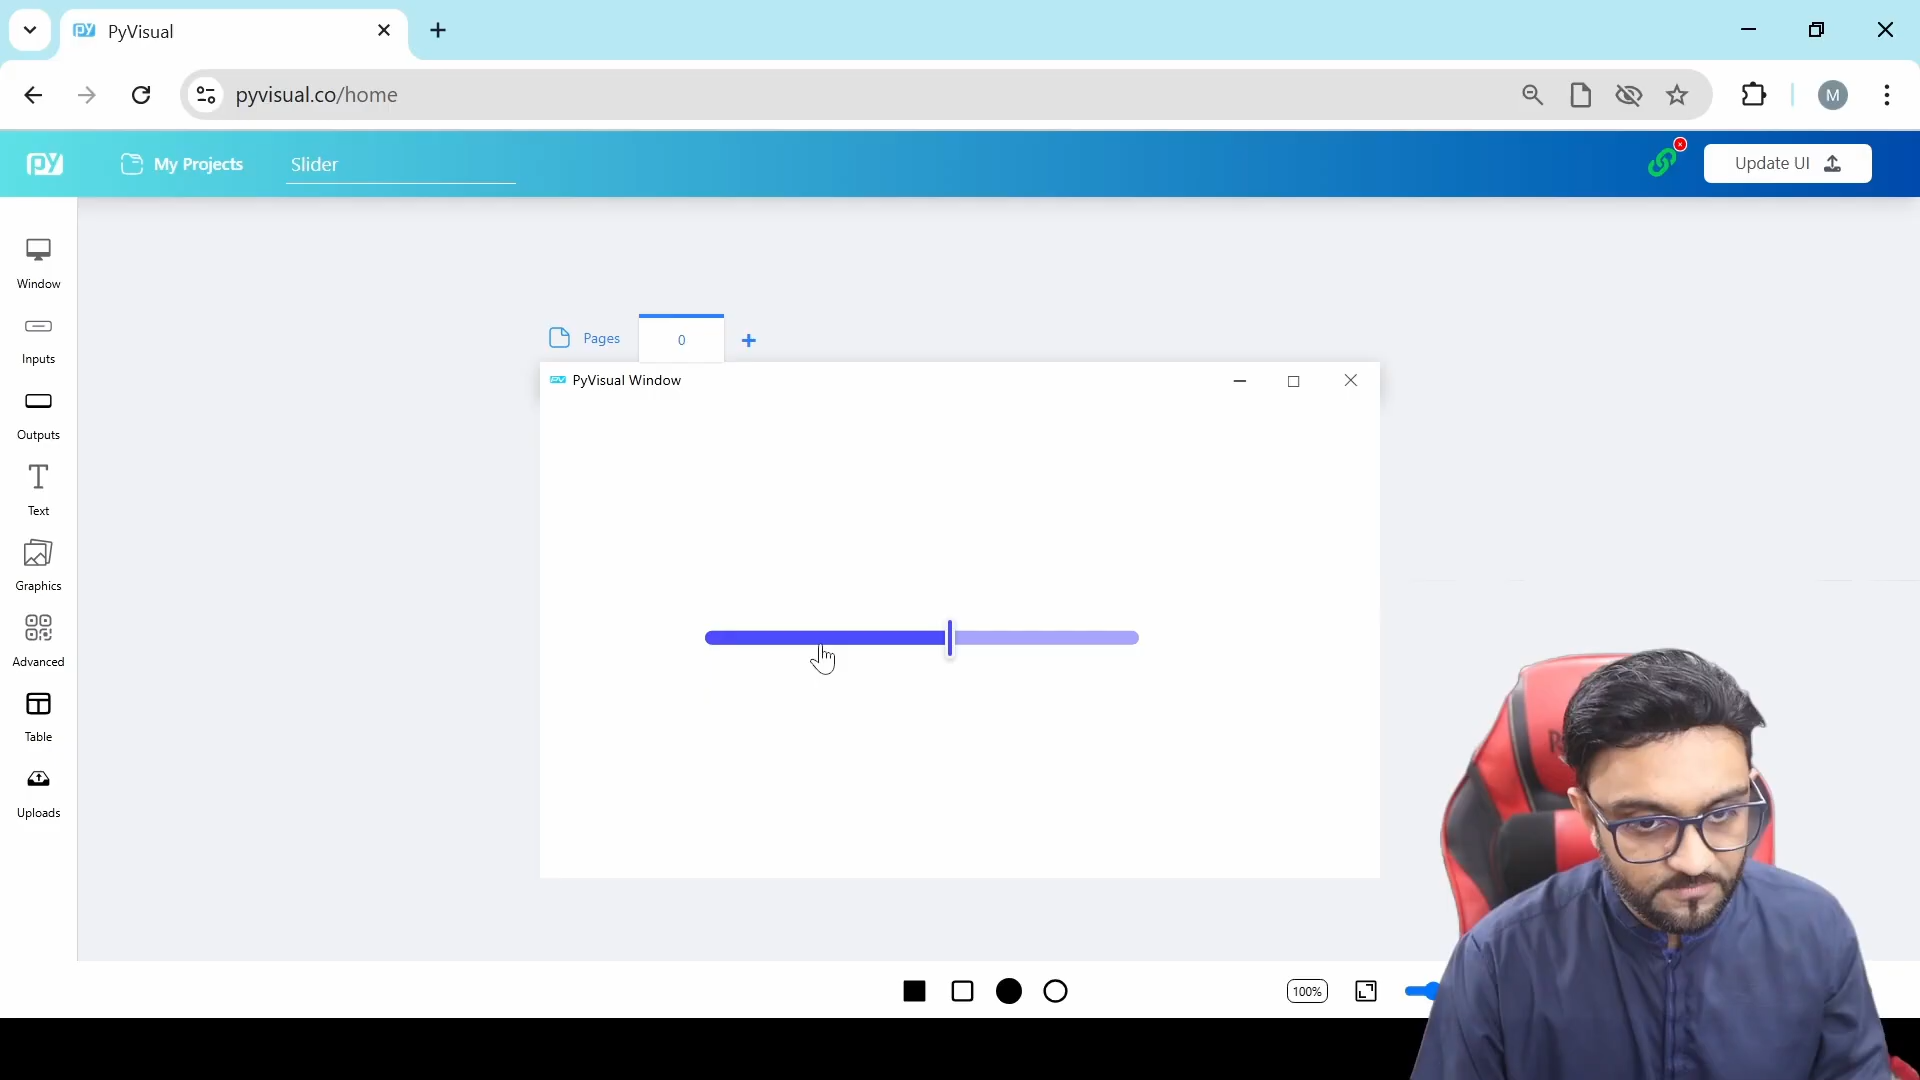 PyVisual
pyvisual.co/home
M
py
My Projects
Slider
Update UI
Window
Inputs
Outputs
Text
Graphics
Advanced
Table
Uploads
Pages
0
PyVisual Window
100%